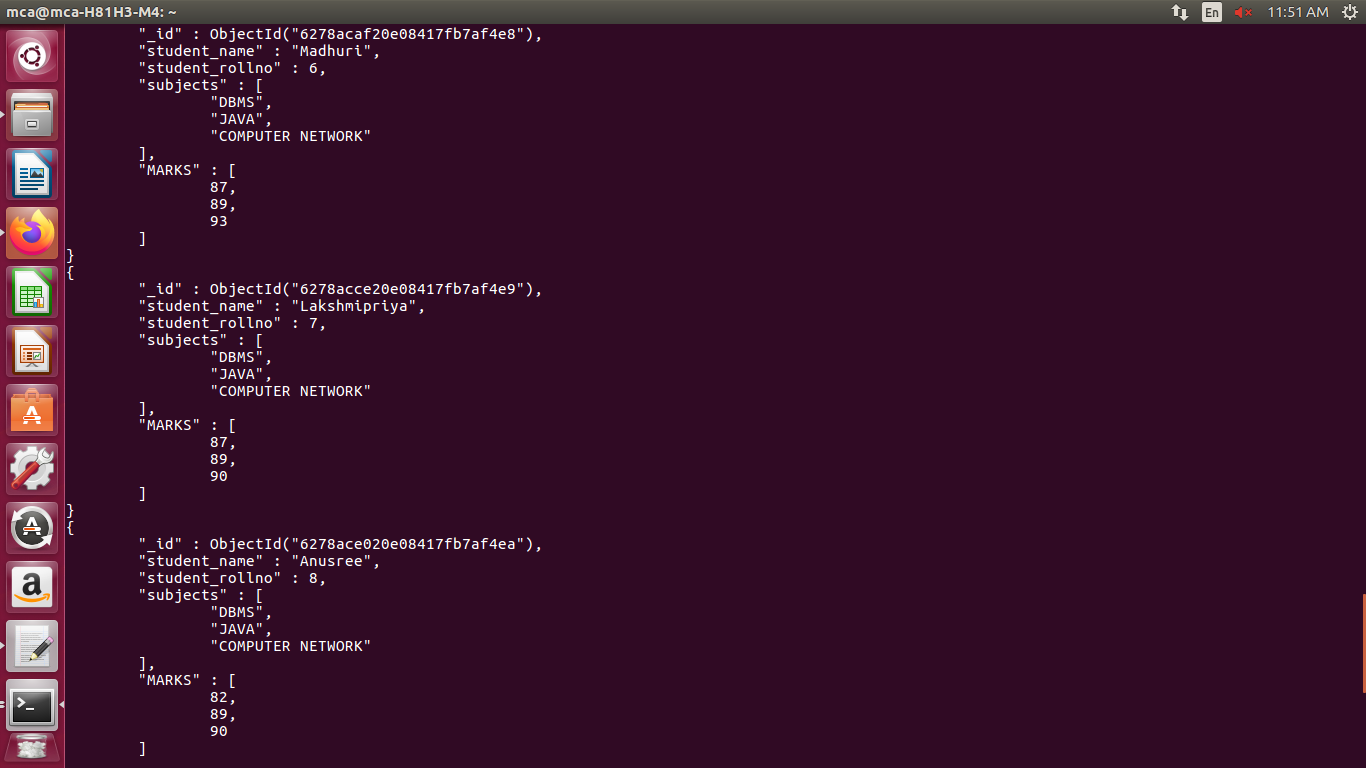 mca@mca-H81H3-M4: ~
En
11:51 AM
"_id" : ObjectId("6278acaf20e08417fb7af4e8"),
"student_name" : "Madhuri",
"student_rollno" : 6,
"subjects" : [
"DBMS",
"JAVA",
"COMPUTER NETWORK"
],
"MARKS" : [
87,
89,
93
]
}
{
"_id" : ObjectId("6278acce20e08417fb7af4e9"),
"student_name" : "Lakshmipriya",
"student_rollno" : 7,
"subjects" : [
"DBMS",
"JAVA",
"COMPUTER NETWORK"
],
"MARKS" : [
87,
89,
90
]
}
{
"_id" : ObjectId("6278ace020e08417fb7af4ea"),
"student_name" : "Anusree",
"student_rollno" : 8,
"subjects" : [
"DBMS",
"JAVA",
"COMPUTER NETWORK"
],
"MARKS" : [
82,
89,
90
]